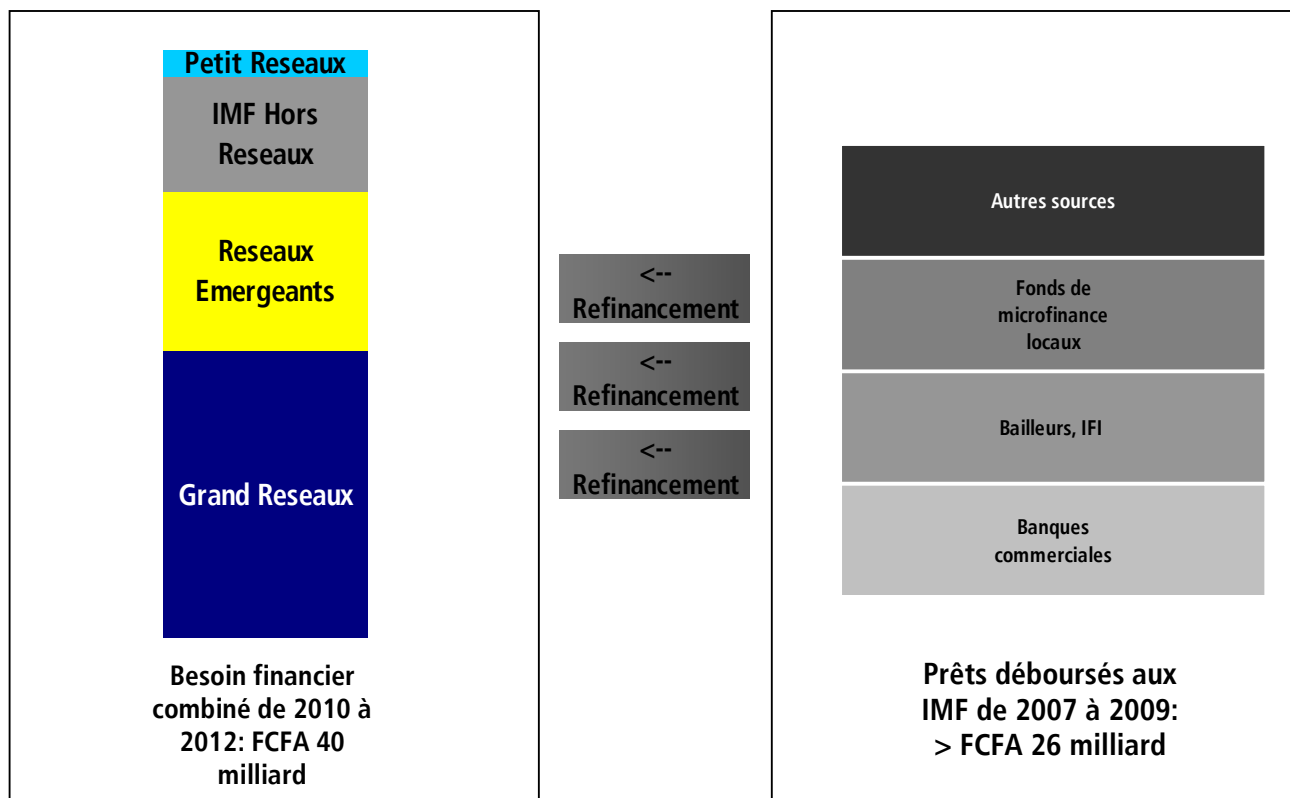 Petit Reseaux
IMF Hors
Reseaux
Reseaux
Emergeants
Grand Reseaux
Besoin financier
combiné de 2010 à
2012: FCFA 40
milliard
<--
Refinancement
<--
Refinancement
<--
Refinancement
Autres sources
Fonds de
microfinance
locaux
Bailleurs, IFI
Banques
commerciales
Prêts déboursés aux
IMF de 2007 à 2009:
> FCFA 26 milliard